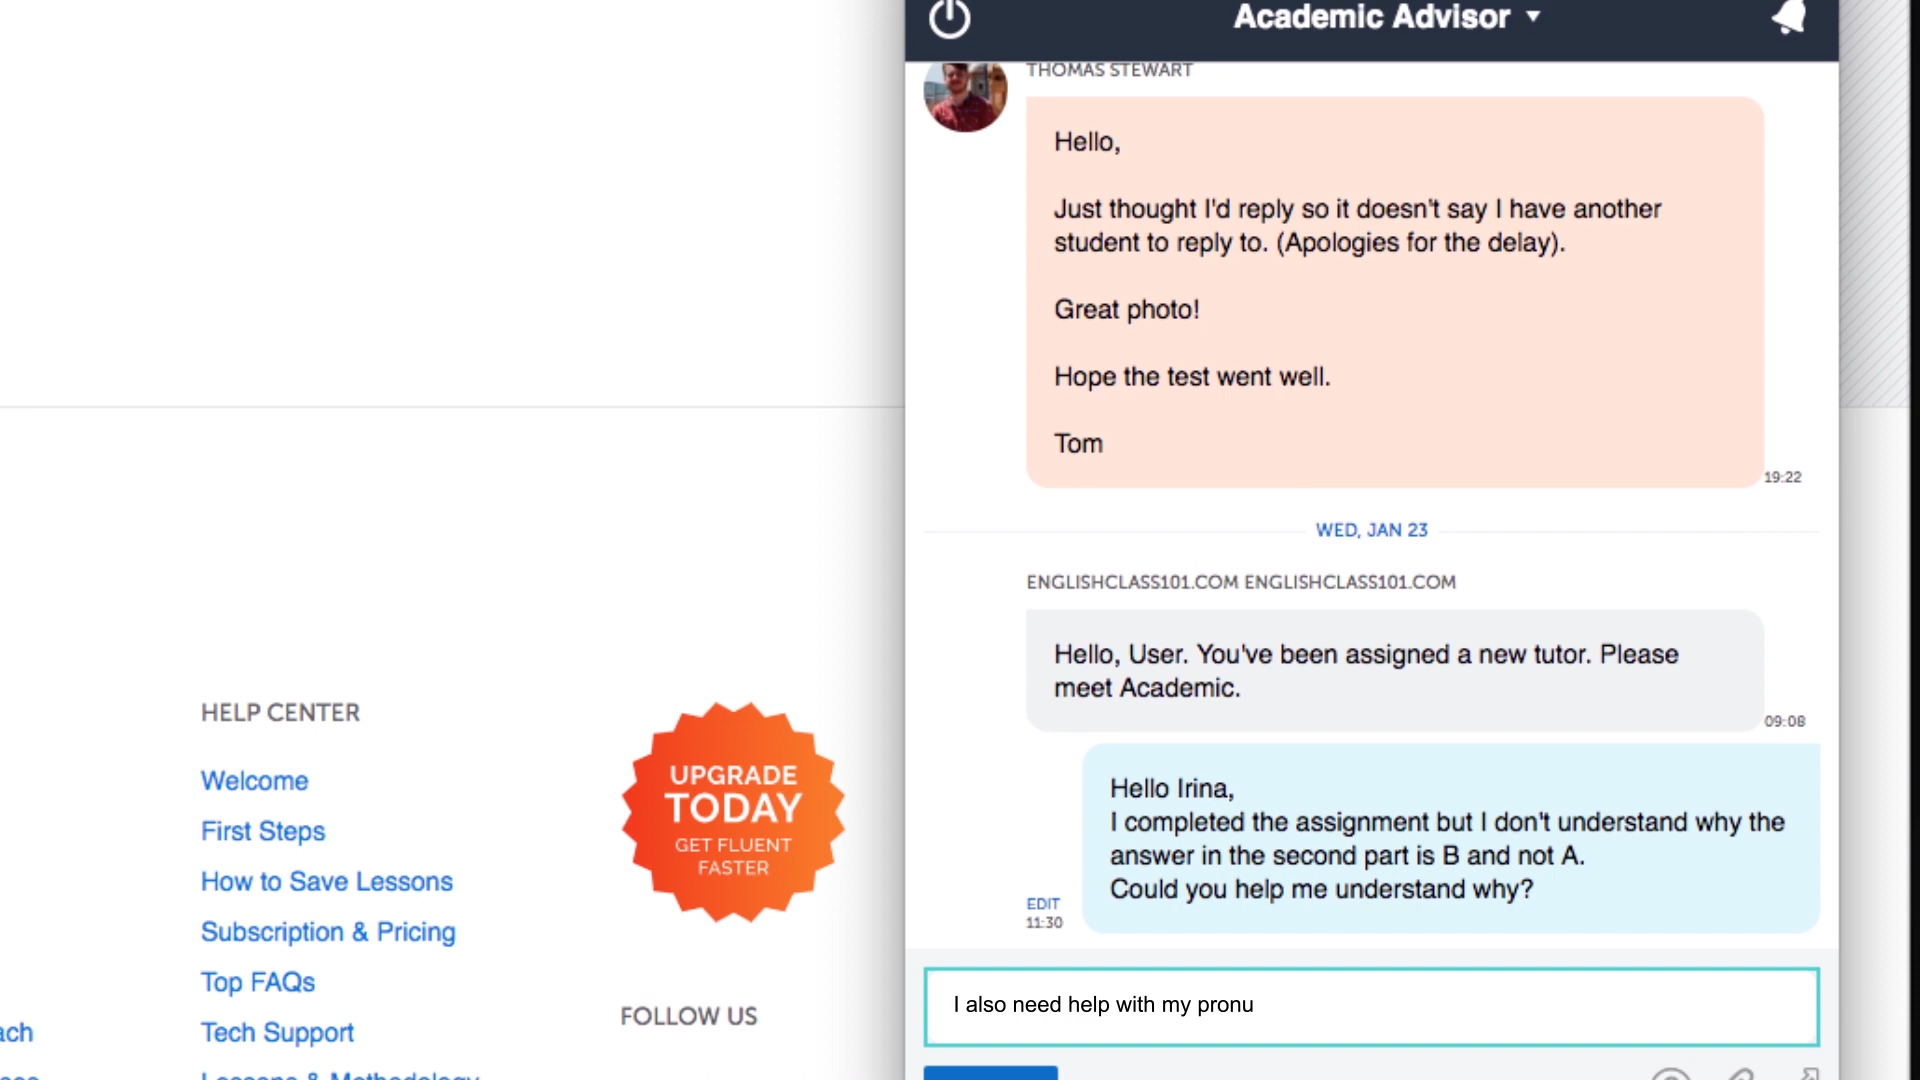 Academic Advisor
THOMAS STEWART
Hello,
Just thought I'd reply so it doesn't say I have another
student to reply to. (Apologies for the delay).
Great photo!
Hope the test went well.
Tom
19:22
WED, JAN 23
ENGLISHCLASS101.COM ENGLISHCLASS101.COM
Hello, User. You've been assigned a new tutor. Please
meet Academic.
09:08
Hello Irina,
I completed the assignment but I don't understand why the
answer in the second part is B and not A.
Could you help me understand why?
EDIT
11:30
I also need help with my pronu
HELP CENTER
Welcome
First Steps
How to Save Lessons
Subscription & Pricing
Top FAQs
Tech Support
Lessons & Methodology
UPGRADE
TODAY
GET FLUENT
FASTER
FOLLOW US